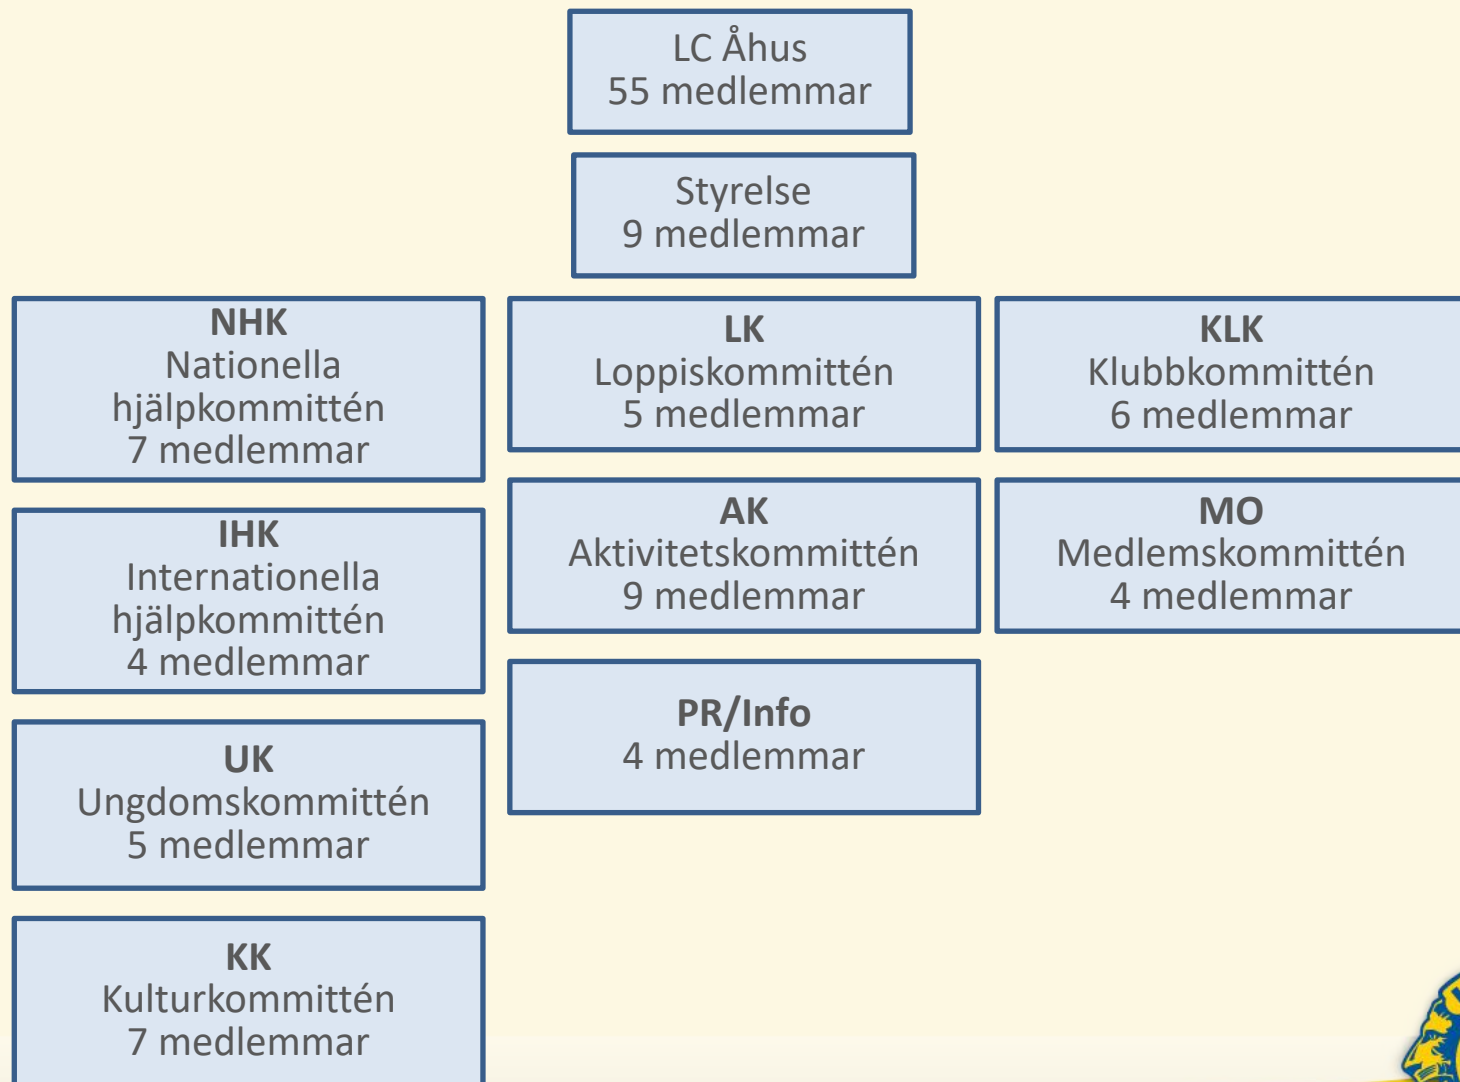 LC Åhus
55 medlemmar
Styrelse
9 medlemmar
NHK
Nationella
hjälpkommittén
7 medlemmar
IHK
Internationella
hjälpkommittén
4 medlemmar
UK
Ungdomskommittén
5 medlemmar
KK
Kulturkommittén
7 medlemmar
LK
Loppiskommittén
5 medlemmar
AK
Aktivitetskommittén
9 medlemmar
PR/Info
4 medlemmar
KLK
Klubbkommittén
6 medlemmar
MO
Medlemskommittén
4 medlemmar